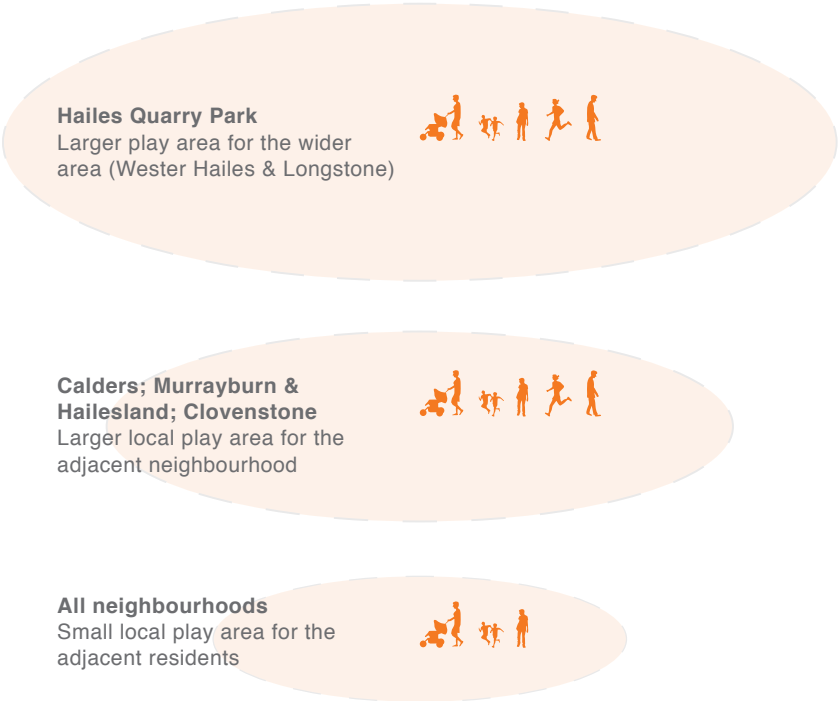 Hailes Quarry Park
Larger play area for the wider
area (Wester Hailes & Longstone)
Calders; Murrayburn &
Hailesland; Clovenstone
Larger local play area for the
adjacent neighbourhood
All neighbourhoods
Small local play area for the
adjacent residents